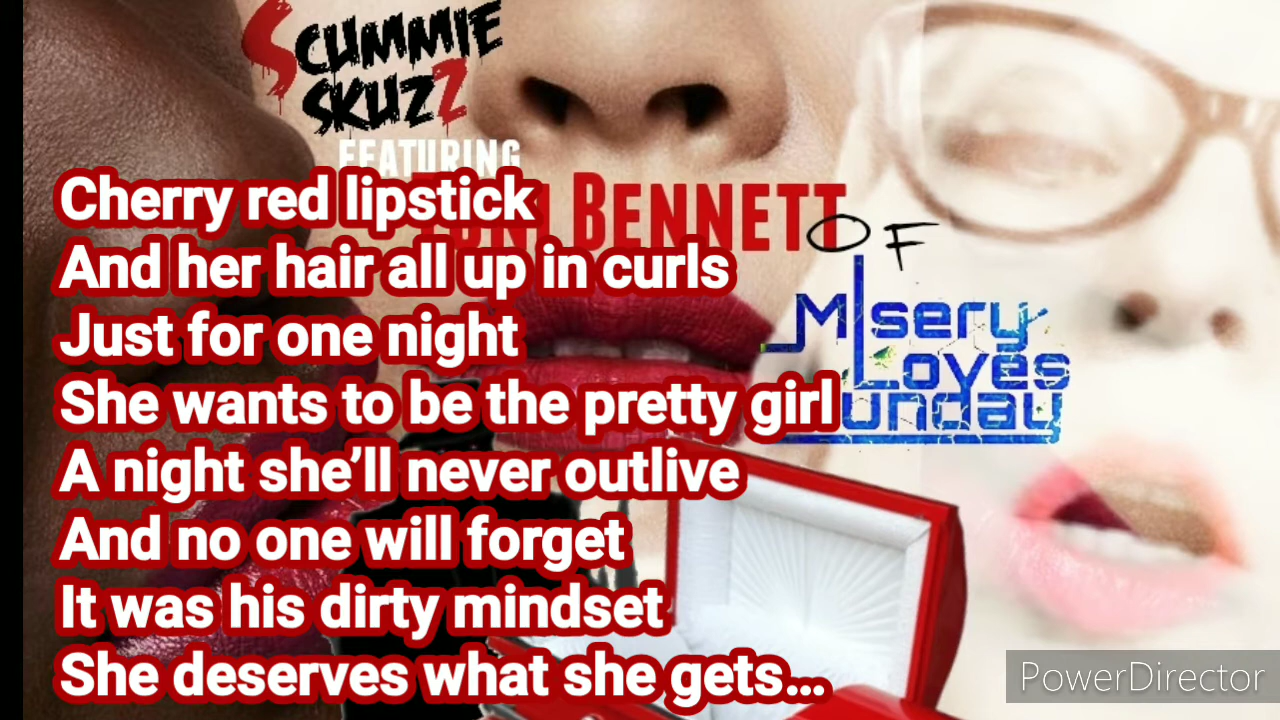 SCUMMIE
SKUZZ
FEATURING
BENNETT
OF
MIsery
Loves
Cherry red lipstick
And her hair all up in curls
Just for one night
She wants to be the pretty girl
A night she’ll never outlive
And no one will forget
It was his dirty mindset
She deserves what she gets...
PowerDirector